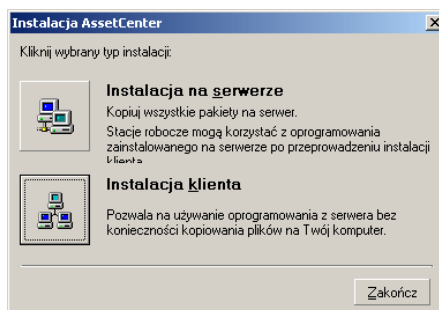 Instalacja AssetCenter
Kliknij wybrany typ instalacji:
Instalacja na serwerze
Kopiuj wszystkie pakiety na serwer.
Stacje robocze mogą korzystać z oprogramowania
zainstalowanego na serwerze po przeprowadzeniu instalacji
klienta
Instalacja klienta
Pozwala na używanie oprogramowania z serwera bez
konieczności kopiowania plików na Twój komputer.
Zakończ